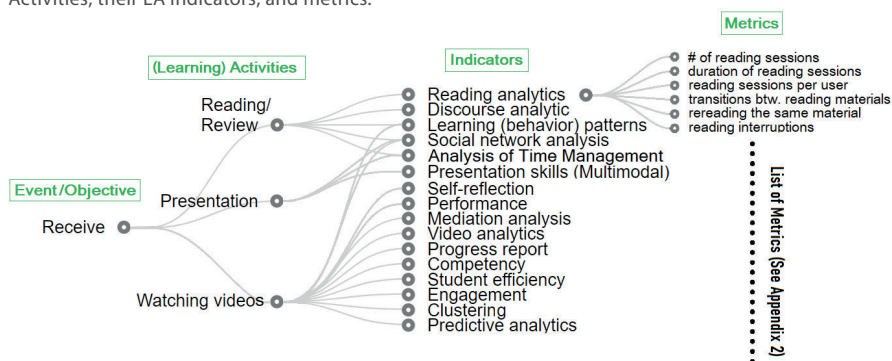 Activities, their LA indicators, and metrics.
Metrics
(Learning) Activities
Indicators
# of reading sessions
duration of reading sessions
reading sessions per user
transitions btw. reading materials
rereading the same material
reading interruptions
Reading/
Review
Reading analytics
Discourse analytic
Learning (behavior) patterns
Social network analysis
Analysis of Time Management
Presentation skills (Multimodal)
Self-reflection
Performance
Mediation analysis
Video analytics
Progress report
Competency
Student efficiency
Engagement
Clustering
Predictive analytics
Event/Objective
Receive
Presentation
Watching videos
List of Metrics (See Appendix 2)